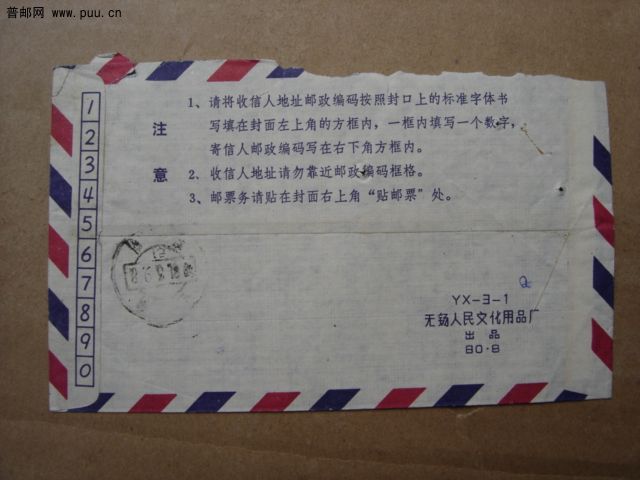 普邮网 www.puu.cn
1
2
3
4
5
6
7
8
9
0
注意
1、请将收信人地址邮政编码按照封口上的标准字体书
写填在封面左上角的方框内，一框内填写一个数字，
寄信人邮政编码写在右下角方框内。
2、收信人地址请勿靠近邮政编码框格。
3、邮票务请贴在封面右上角“贴邮票”处。
YX-3-1
无锡人民文化用品厂
出品
80·8